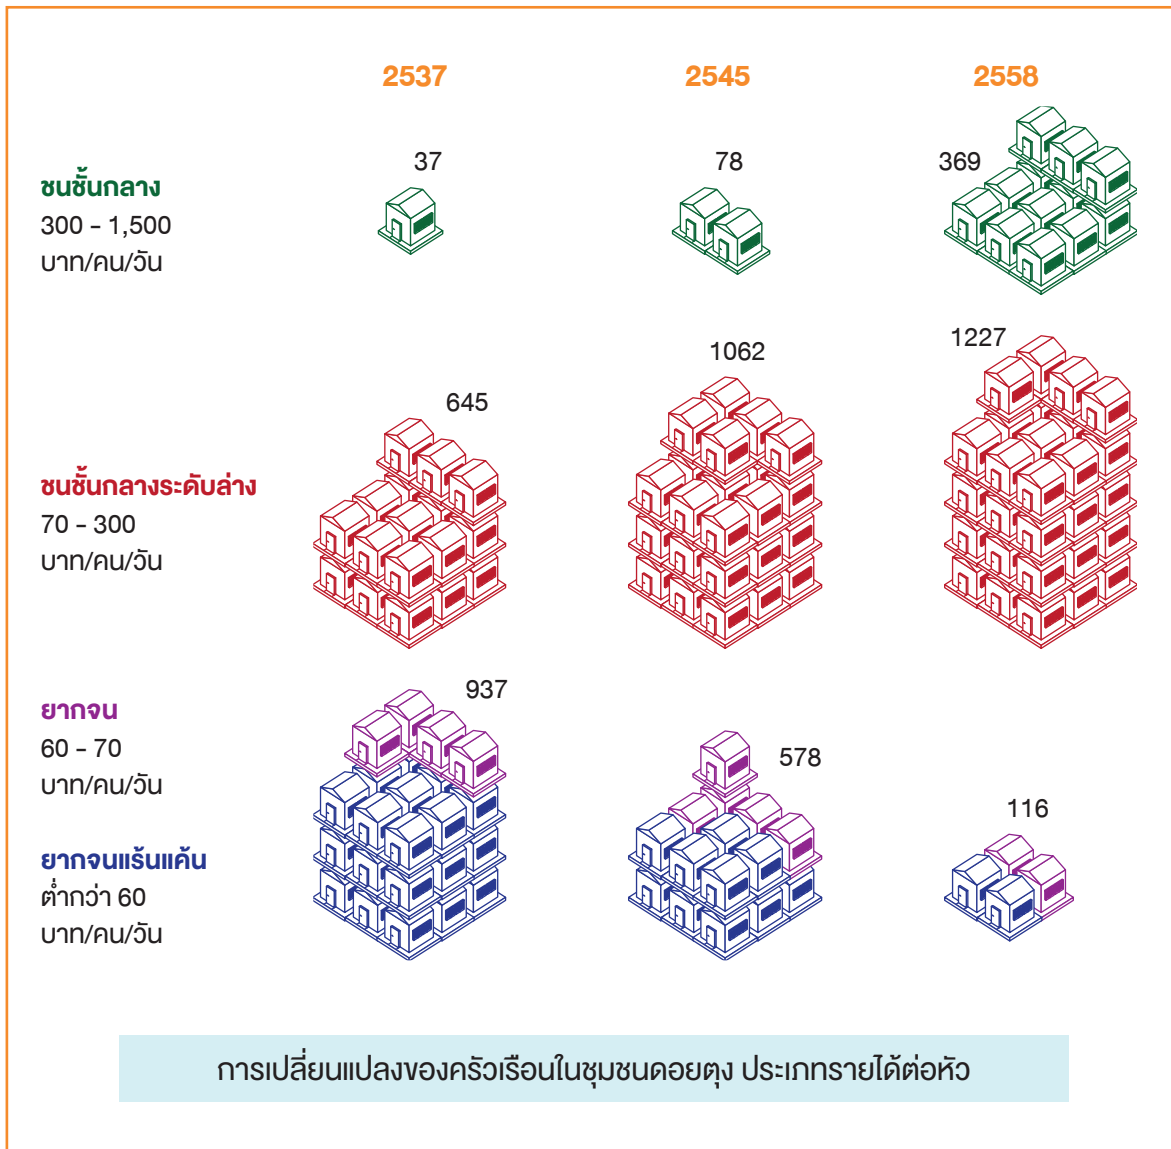 2537 2545 2558
37 78 369
ชนชั้นกลาง
300 - 1,500
บาท/คน/วัน
645 1062 1227
ชนชั้นกลางระดับล่าง
70 - 300
บาท/คน/วัน
937 578 116
ยากจน
60 - 70
บาท/คน/วัน
ยากจนแร้นแค้น
ต่ำกว่า 60
บาท/คน/วัน
การเปลี่ยนแปลงของครัวเรือนในชุมชนดอยตุง ประเภทรายได้ต่อหัว